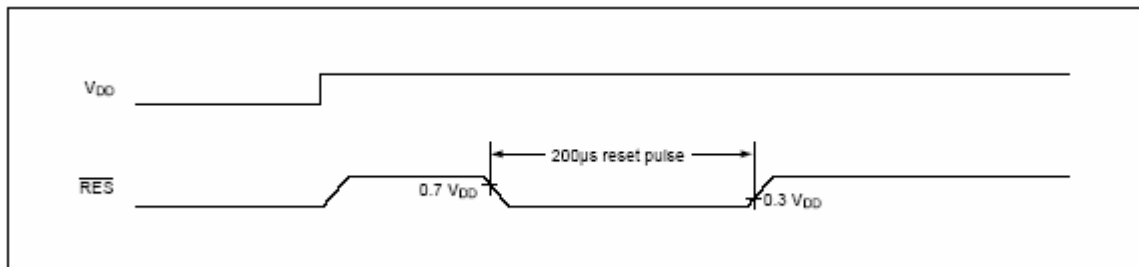 VDD
200µs reset pulse
RES
0.7 VDD
0.3 VDD